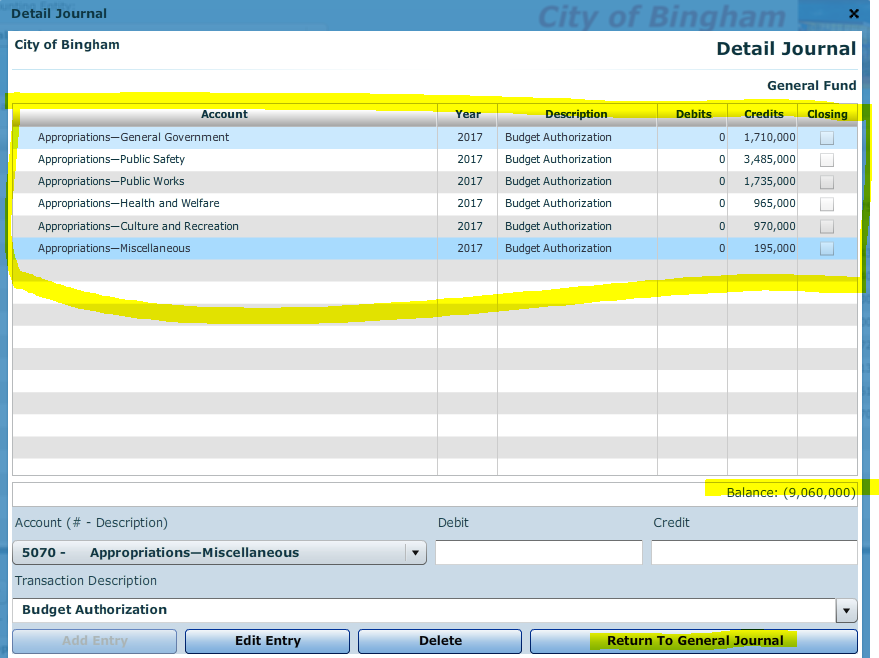 Detail Journal
City of Bingham
City of Bingham
Detail Journal
General Fund
Account Year Description Debits Credits Closing
Appropriations—General Government 2017 Budget Authorization 0 1,710,000
Appropriations—Public Safety 2017 Budget Authorization 0 3,485,000
Appropriations—Public Works 2017 Budget Authorization 0 1,735,000
Appropriations—Health and Welfare 2017 Budget Authorization 0 965,000
Appropriations—Culture and Recreation 2017 Budget Authorization 0 970,000
Appropriations—Miscellaneous 2017 Budget Authorization 0 195,000
Balance: (9,060,000)
Account (# - Description) Debit Credit
5070 - Appropriations—Miscellaneous
Transaction Description
Budget Authorization
Add Entry Edit Entry Delete Return To General Journal